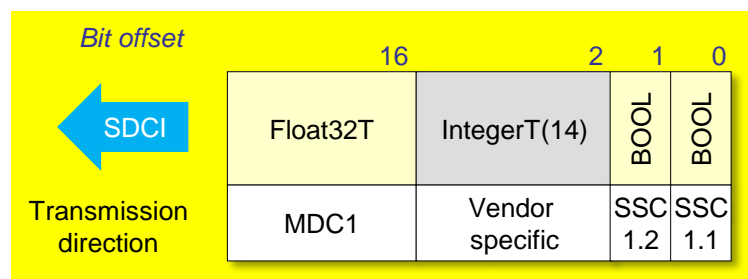 Bit offset
16 2 1 0
SDCI
Float32T IntegerT(14) BOOL BOOL
Transmission
direction
MDC1
Vendor
specific
SSC
1.2
SSC
1.1